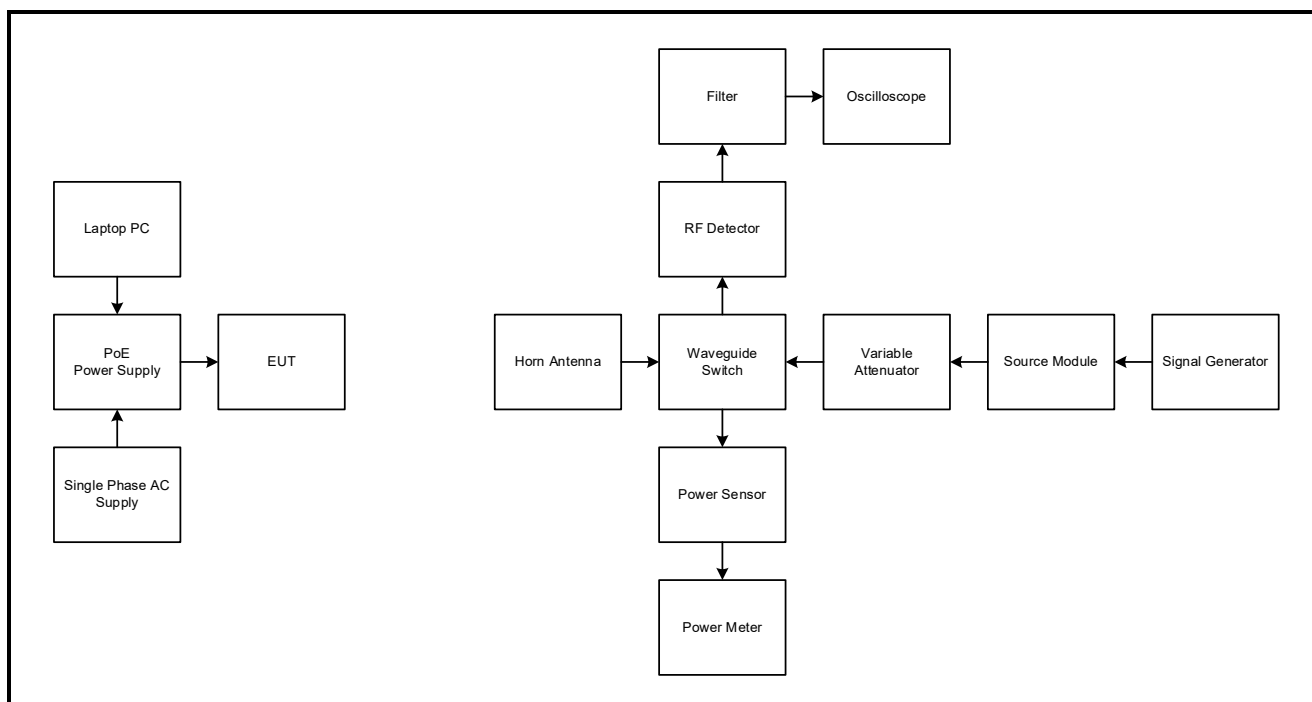 Filter
Oscilloscope
Laptop PC
RF Detector
PoE
Power Supply
EUT
Horn Antenna
Waveguide
Switch
Variable
Attenuator
Source Module
Signal Generator
Single Phase AC
Supply
Power Sensor
Power Meter